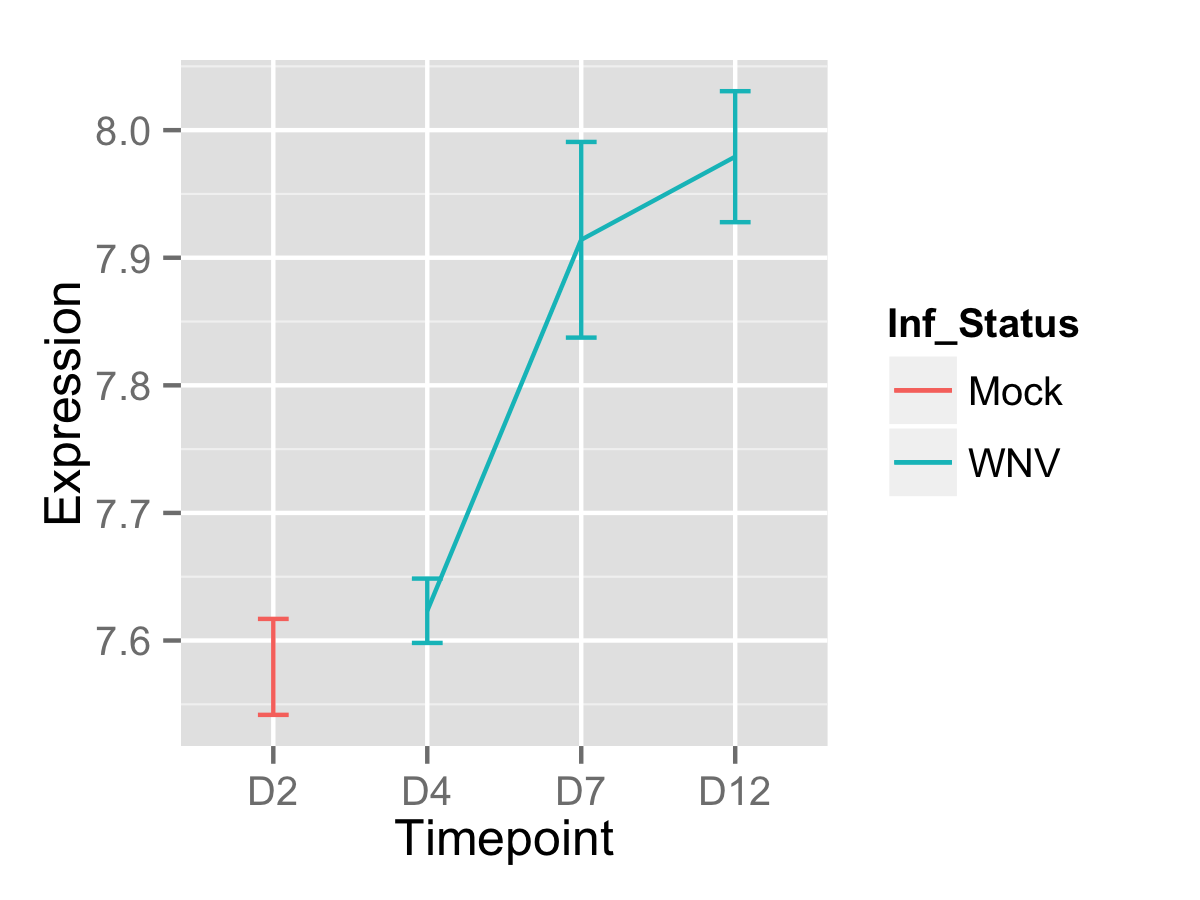 8.0
7.9
7.8
7.7
7.6
Expression
D2 D4 D7 D12
Timepoint
Inf_Status
Mock
WNV